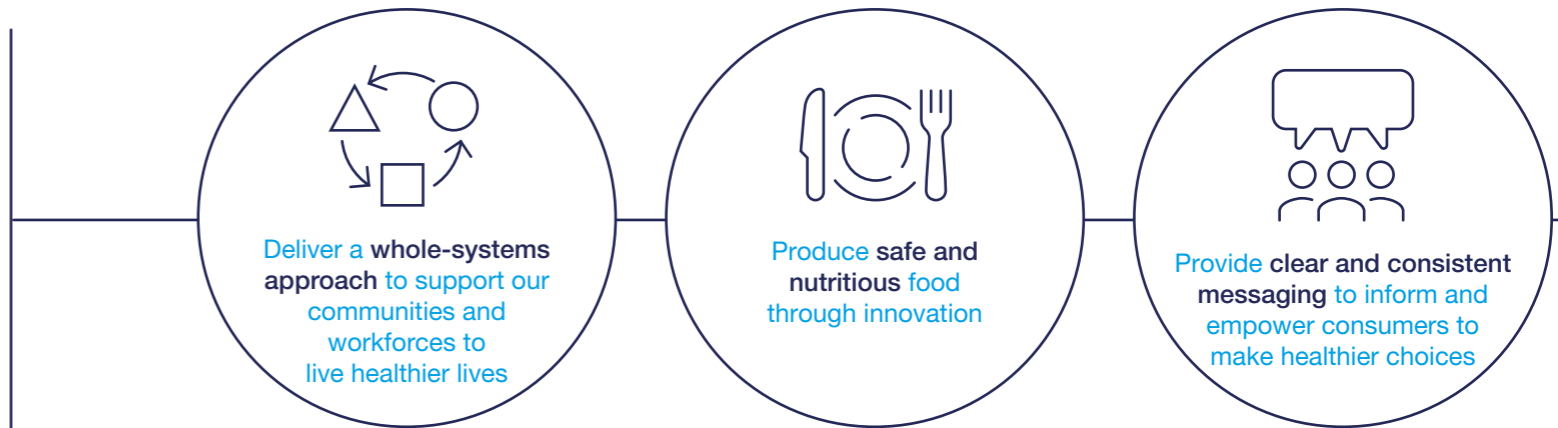 Deliver a whole-systems
approach to support our
communities and
workforces to
live healthier lives
Produce safe and
nutritious food
through innovation
Provide clear and consistent
messaging to inform and
empower consumers to
make healthier choices